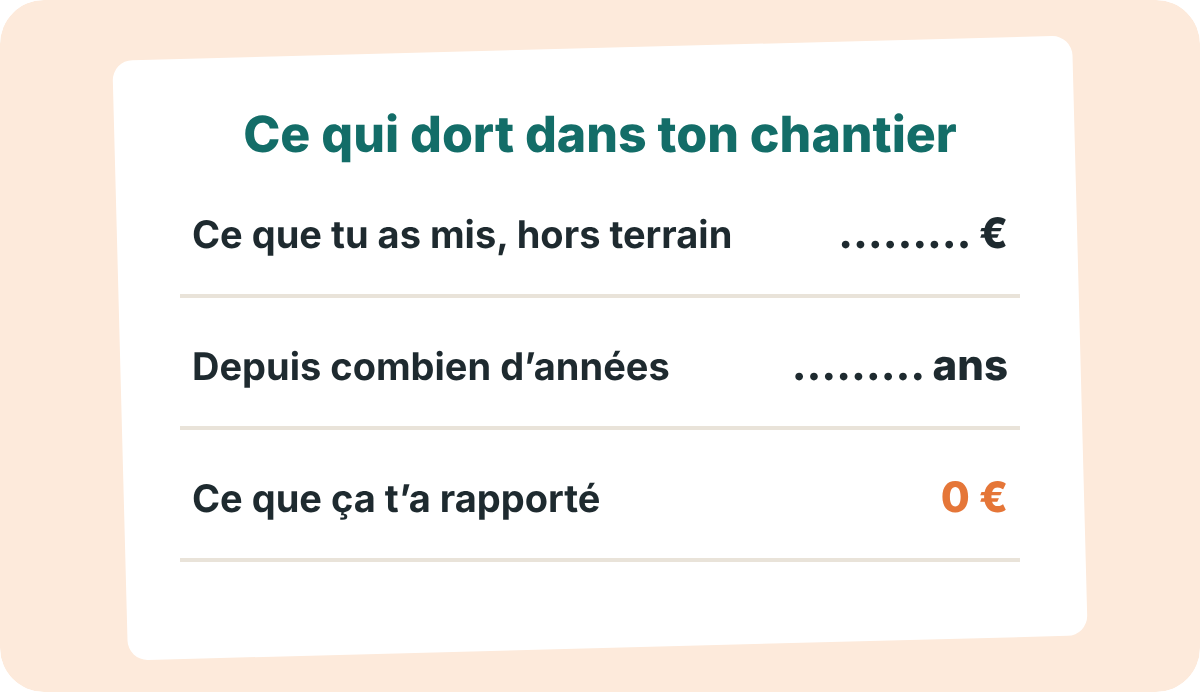 Ce qui dort dans ton chantier
Ce que tu as mis, hors terrain ......... €
Depuis combien d’années ......... ans
Ce que ça t’a rapporté 0 €